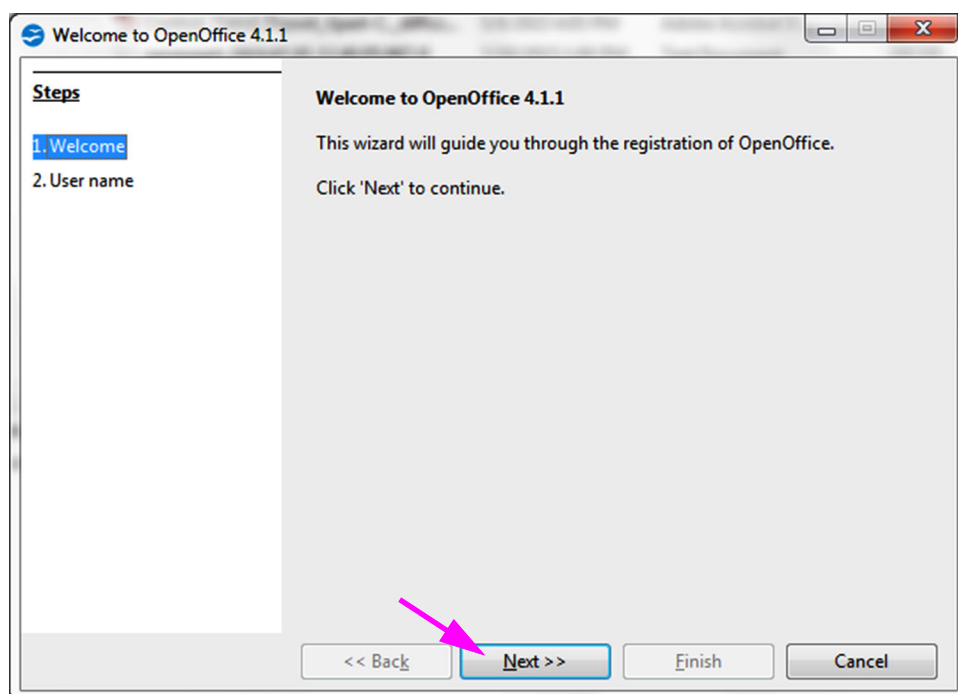 Welcome to OpenOffice 4.1.1
Steps
1. Welcome
2. User name
Welcome to OpenOffice 4.1.1
This wizard will guide you through the registration of OpenOffice.
Click 'Next' to continue.
<< Back
Next >>
Finish
Cancel